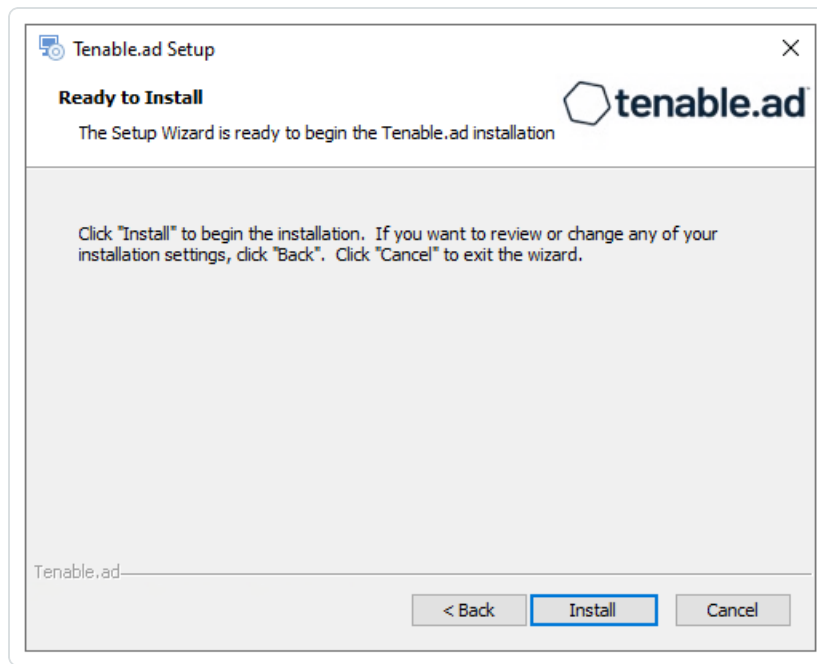 Tenable.ad Setup
Ready to Install
The Setup Wizard is ready to begin the Tenable.ad installation
tenable.ad
Click "Install" to begin the installation. If you want to review or change any of your
installation settings, click "Back". Click "Cancel" to exit the wizard.
Tenable.ad
< Back
Install
Cancel